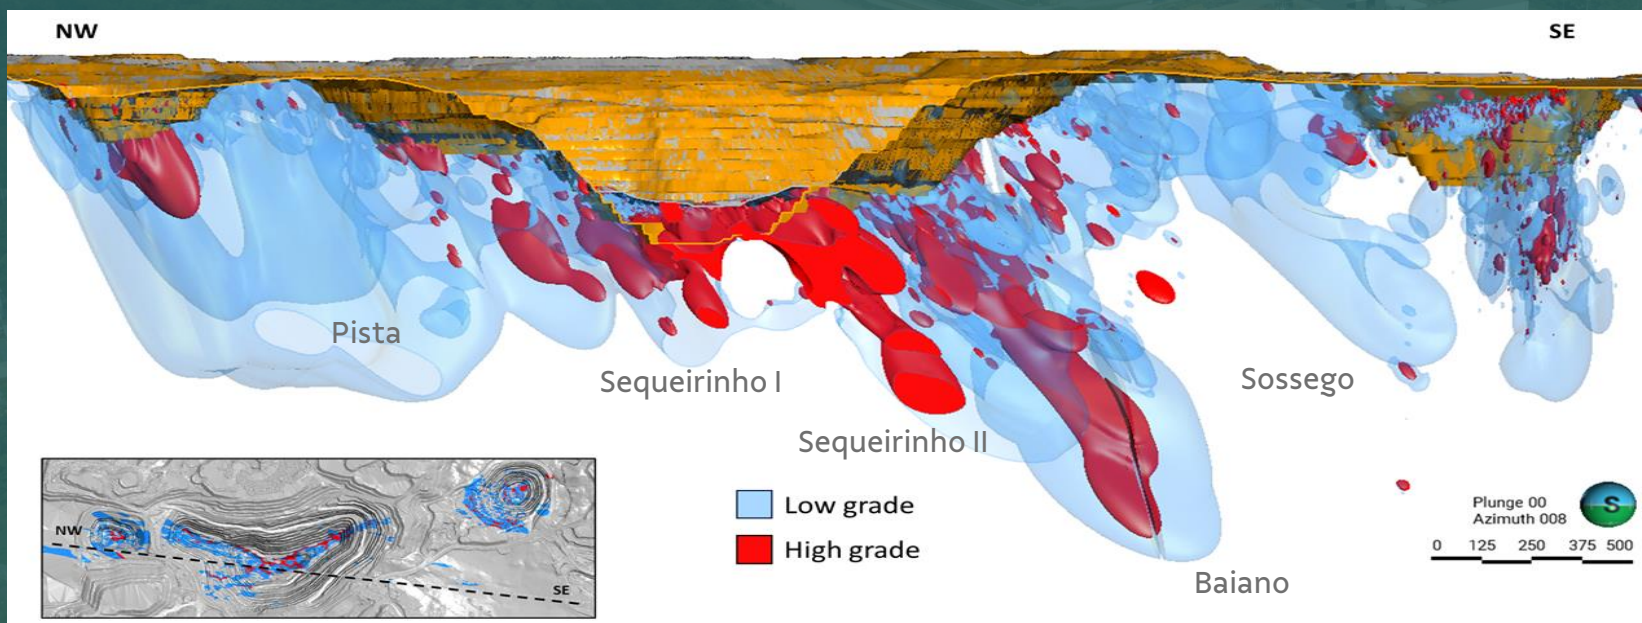 NW
SE
Pista
Sequeirinho I
Sossego
Sequeirinho II
NW
SE
Low grade
High grade
Plunge 00
Azimuth 008
S
0 125 250 375 500
Baiano